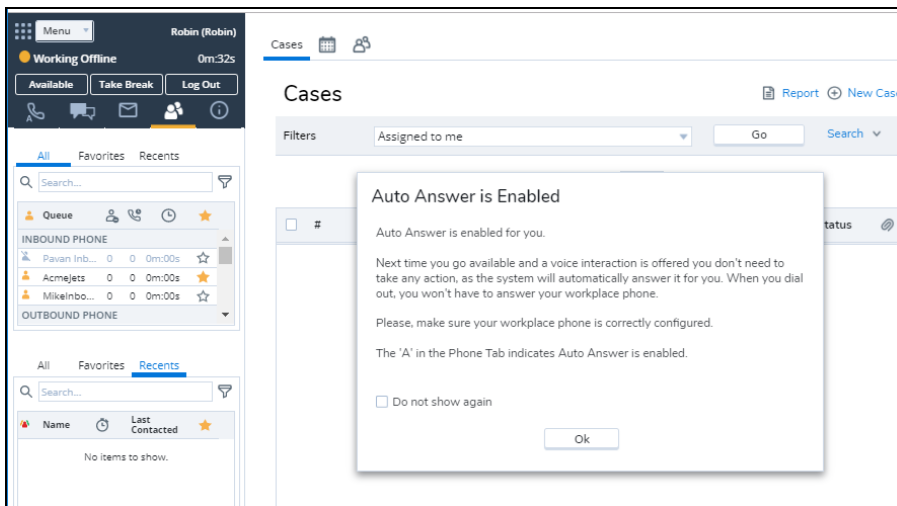 Menu
Robin (Robin)
Working Offline
0m:32s
Available
Take Break
Log Out
A
All
Favorites
Recents
Search...
Queue
INBOUND PHONE
Pavan Inb... 0 0 0m:00s
AcmeJets 0 0 0m:00s
MikeInbo... 0 0 0m:00s
OUTBOUND PHONE
All
Favorites
Recents
Search...
Name
Last
Contacted
No items to show.
Cases
Cases
Report
New Cas
Filters
Assigned to me
Go
Search
#
tatus
Auto Answer is Enabled
Auto Answer is enabled for you.
Next time you go available and a voice interaction is offered you don't need to
take any action, as the system will automatically answer it for you. When you dial
out, you won't have to answer your workplace phone.
Please, make sure your workplace phone is correctly configured.
The 'A' in the Phone Tab indicates Auto Answer is enabled.
Do not show again
Ok